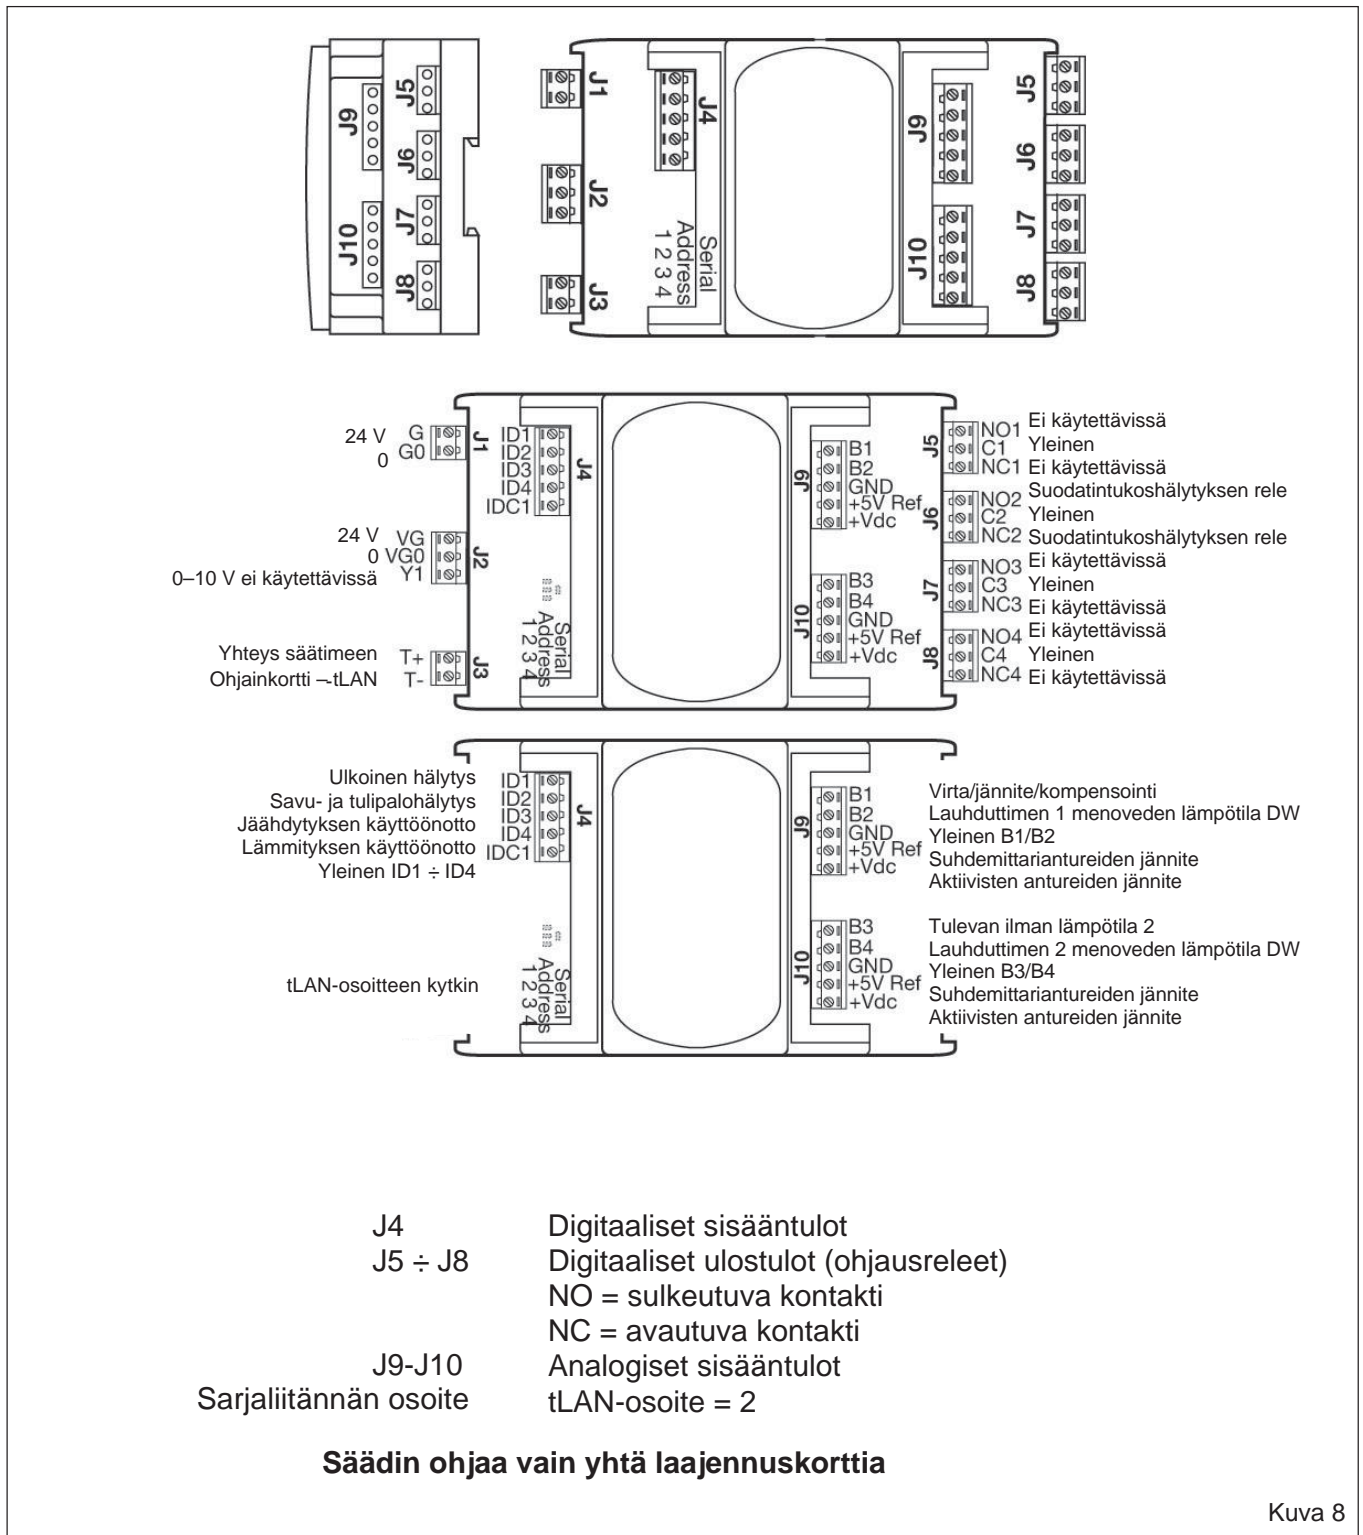 J9
J5
J6
J7
J10
J8
J1
J2
J3
J4
Serial
Address
1 2 3 4
J9
J10
J5
J6
J7
J8
24 V G
0 G0
J1
24 V VG
0 VG0
0–10 V ei käytettävissä Y1
J2
Yhteys säätimeen T+
Ohjainkortti – tLAN T-
J3
ID1
ID2
ID3
ID4
IDC1
J4
Serial
Address
1 2 3 4
J9
B1
B2
GND
+5V Ref
+Vdc
J10
B3
B4
GND
+5V Ref
+Vdc
J5
NO1 Ei käytettävissä
C1 Yleinen
NC1 Ei käytettävissä
J6
NO2 Suodatintukoshälytyksen rele
C2 Yleinen
NC2 Suodatintukoshälytyksen rele
J7
NO3 Ei käytettävissä
C3 Yleinen
NC3 Ei käytettävissä
J8
NO4 Ei käytettävissä
C4 Yleinen
NC4 Ei käytettävissä
Ulkoinen hälytys ID1
Savu- ja tulipalohälytys ID2
Jäähdytyksen käyttöönotto ID3
Lämmityksen käyttöönotto ID4
Yleinen ID1 ÷ ID4 IDC1
J4
tLAN-osoitteen kytkin
Serial
Address
1 2 3 4
J9
B1 Virta/jännite/kompensointi
B2 Lauhduttimen 1 menoveden lämpötila DW
GND Yleinen B1/B2
+5V Ref Suhdemittariantureiden jännite
+Vdc Aktiivisten antureiden jännite
J10
B3 Tulevan ilman lämpötila 2
B4 Lauhduttimen 2 menoveden lämpötila DW
GND Yleinen B3/B4
+5V Ref Suhdemittariantureiden jännite
+Vdc Aktiivisten antureiden jännite
J4 Digitaaliset sisääntulot
J5 ÷ J8 Digitaaliset ulostulot (ohjausreleet)
NO = sulkeutuva kontakti
NC = avautuva kontakti
J9-J10 Analogiset sisääntulot
Sarjaliitännän osoite tLAN-osoite = 2
Säädin ohjaa vain yhtä laajennuskorttia
Kuva 8